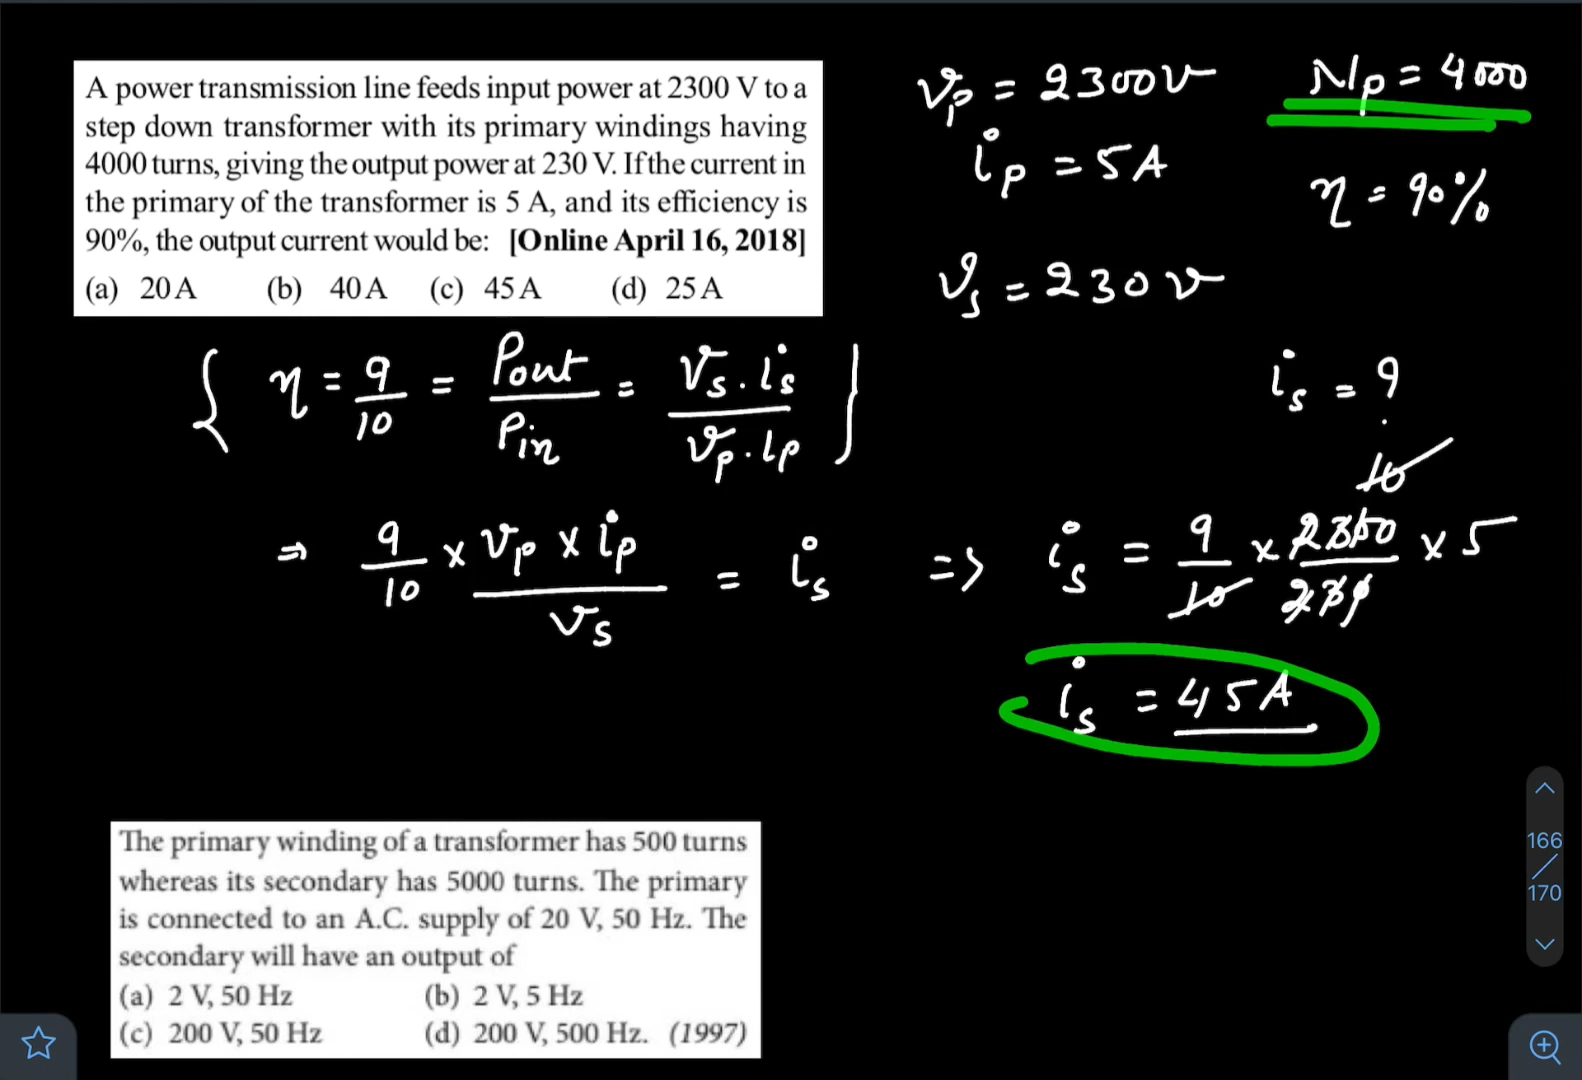 A power transmission line feeds input power at 2300 V to a
step down transformer with its primary windings having
4000 turns, giving the output power at 230 V. If the current in
the primary of the transformer is 5 A, and its efficiency is
90%, the output current would be: [Online April 16, 2018]
(a) 20 A (b) 40 A (c) 45 A (d) 25 A
Vp = 2300V
Np = 4000
ip = 5A
η = 90%
Vs = 230V
{ η = 9/10 = Pout/Pin = Vs.is/Vp.ip }
is = ?
⇒ 9/10 × Vp × ip / Vs = is
10
=> is = 9/10 × 2300/230 × 5
is = 45A
The primary winding of a transformer has 500 turns
whereas its secondary has 5000 turns. The primary
is connected to an A.C. supply of 20 V, 50 Hz. The
secondary will have an output of
(a) 2 V, 50 Hz (b) 2 V, 5 Hz
(c) 200 V, 50 Hz (d) 200 V, 500 Hz. (1997)
166
/
170